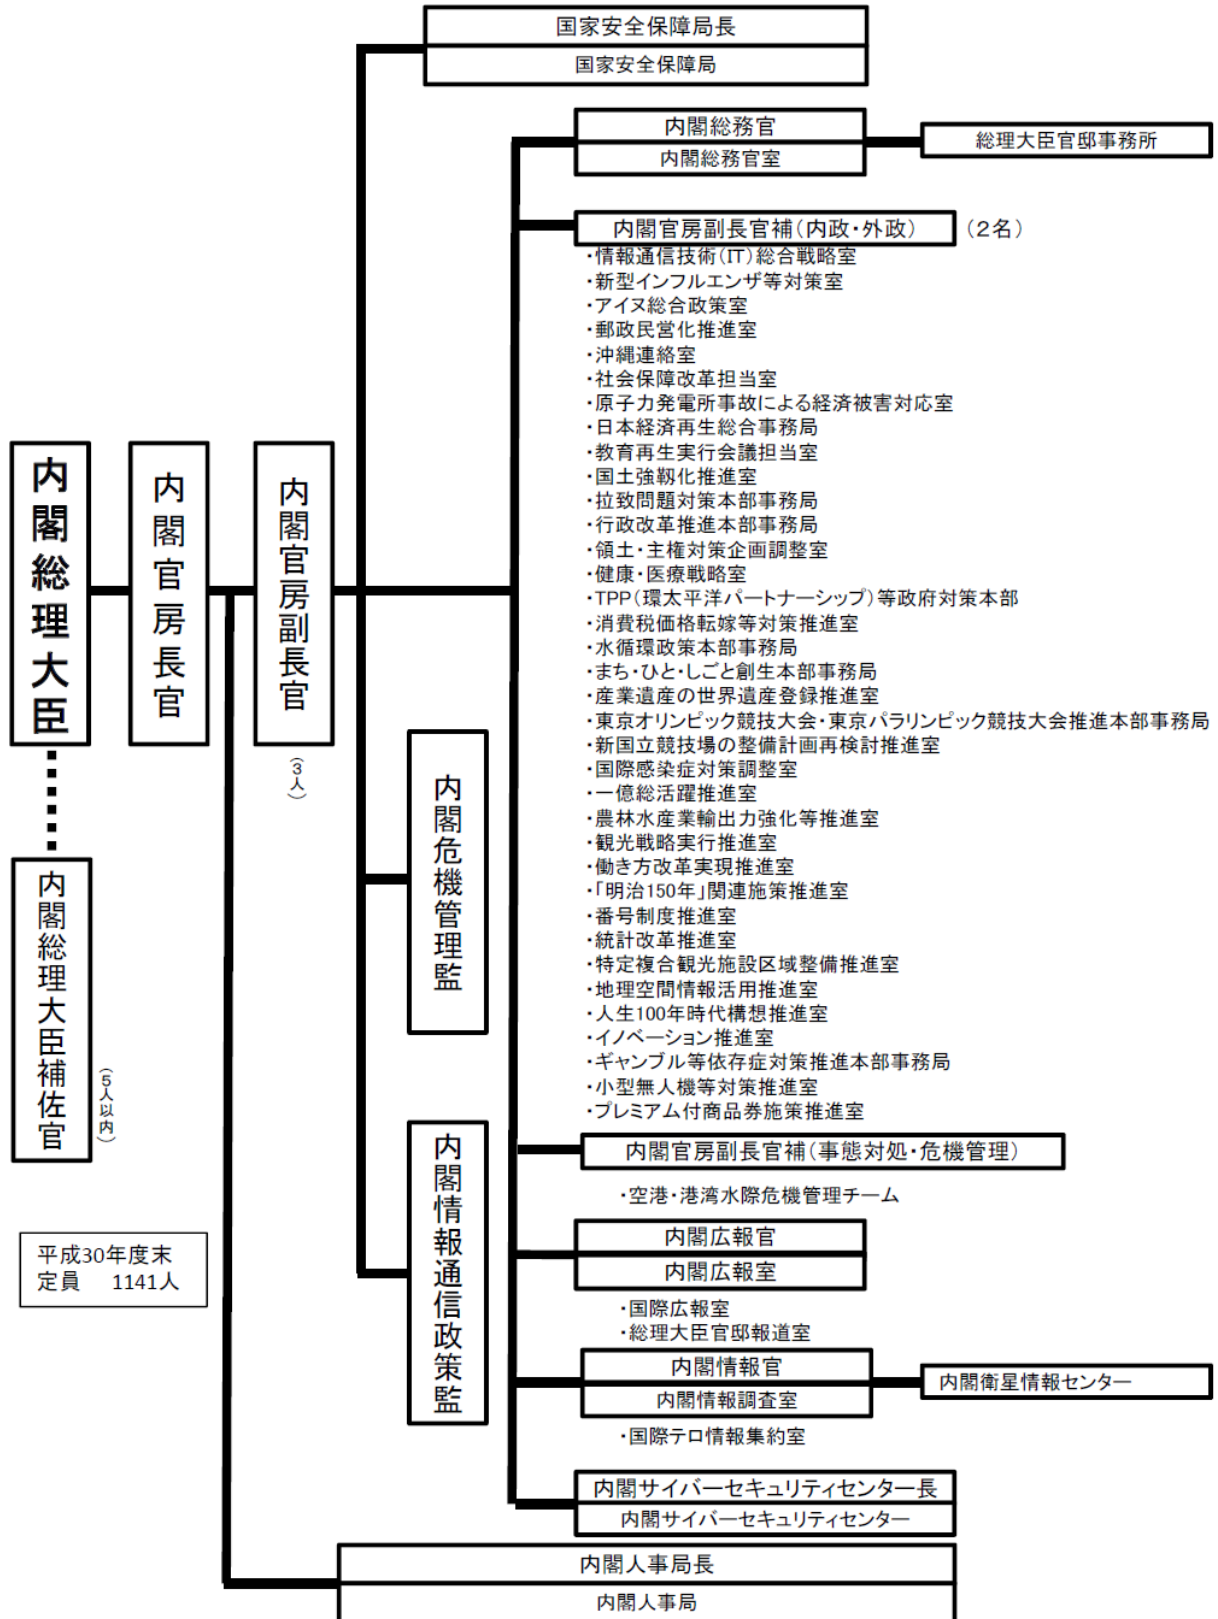 国家安全保障局長
国家安全保障局
内閣総務官
内閣総務官室
総理大臣官邸事務所
内閣官房副長官補(内政・外政)
(2名)
・情報通信技術(IT)総合戦略室
・新型インフルエンザ等対策室
・アイヌ総合政策室
・郵政民営化推進室
・沖縄連絡室
・社会保障改革担当室
・原子力発電所事故による経済被害対応室
・日本経済再生総合事務局
・教育再生実行会議担当室
・国土強靱化推進室
・拉致問題対策本部事務局
・行政改革推進本部事務局
・領土・主権対策企画調整室
・健康・医療戦略室
・TPP(環太平洋パートナーシップ)等政府対策本部
・消費税価格転嫁等対策推進室
・水循環政策本部事務局
・まち・ひと・しごと創生本部事務局
・産業遺産の世界遺産登録推進室
・東京オリンピック競技大会・東京パラリンピック競技大会推進本部事務局
・新国立競技場の整備計画再検討推進室
・国際感染症対策調整室
・一億総活躍推進室
・農林水産業輸出力強化等推進室
・観光戦略実行推進室
・働き方改革実現推進室
・「明治150年」関連施策推進室
・番号制度推進室
・統計改革推進室
・特定複合観光施設区域整備推進室
・地理空間情報活用推進室
・人生100年時代構想推進室
・イノベーション推進室
・ギャンブル等依存症対策推進本部事務局
・小型無人機等対策推進室
・プレミアム付商品券施策推進室
内閣総理大臣
内閣官房長官
内閣官房副長官
(3人)
内閣危機管理監
内閣総理大臣補佐官
(5人以内)
内閣情報通信政策監
内閣官房副長官補(事態対処・危機管理)
・空港・港湾水際危機管理チーム
内閣広報官
内閣広報室
・国際広報室
・総理大臣官邸報道室
平成30年度末
定員 1141人
内閣情報官
内閣情報調査室
内閣衛星情報センター
・国際テロ情報集約室
内閣サイバーセキュリティセンター長
内閣サイバーセキュリティセンター
内閣人事局長
内閣人事局